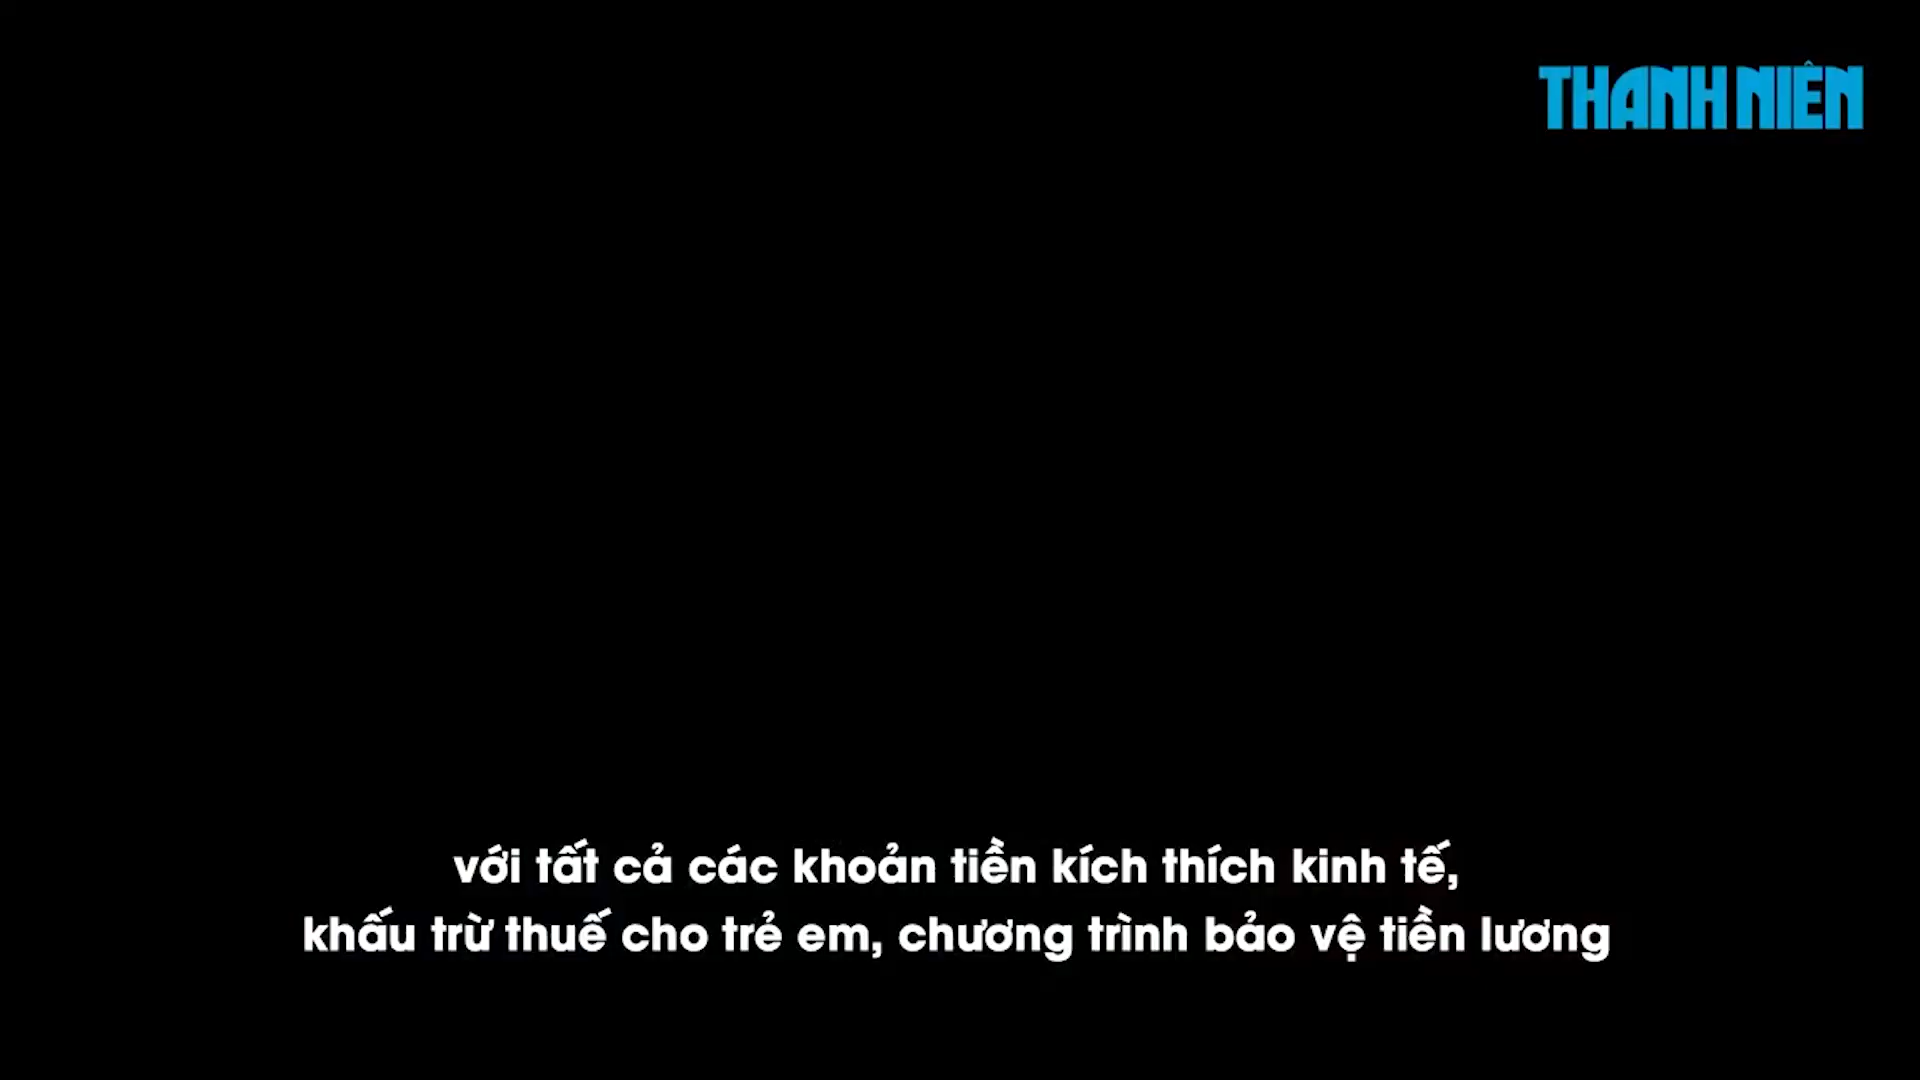 THANH NIÊN
với tất cả các khoản tiền kích thích kinh tế,
khấu trừ thuế cho trẻ em, chương trình bảo vệ tiền lương